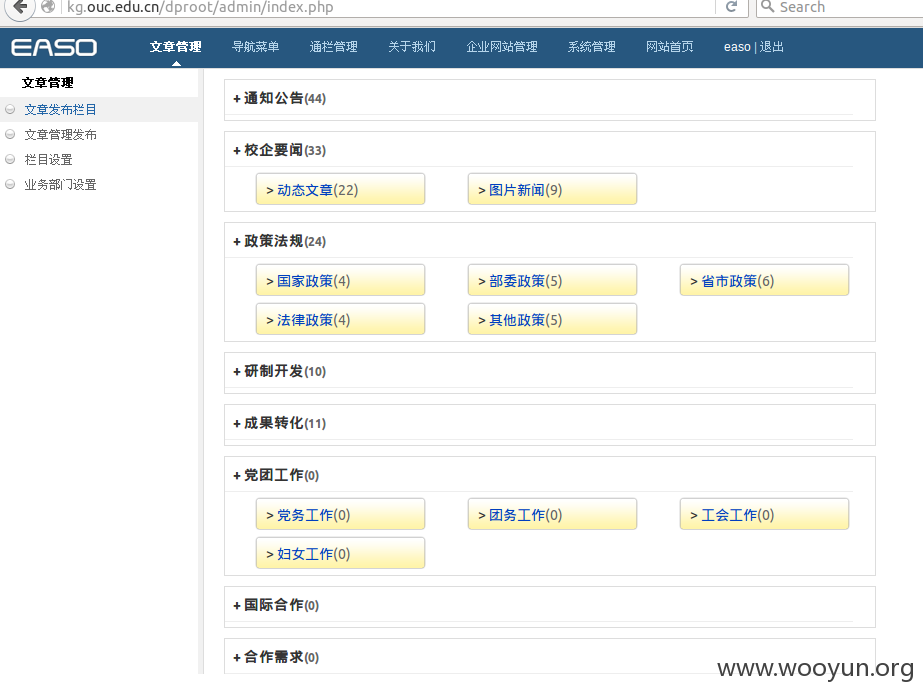 kg.ouc.edu.cn/dproot/admin/index.php
Search
EASO
文章管理 导航菜单 通栏管理 关于我们 企业网站管理 系统管理 网站首页 easo | 退出
文章管理
文章发布栏目
文章管理发布
栏目设置
业务部门设置
+ 通知公告(44)
+ 校企要闻(33)
> 动态文章(22) > 图片新闻(9)
+ 政策法规(24)
> 国家政策(4) > 部委政策(5) > 省市政策(6)
> 法律政策(4) > 其他政策(5)
+ 研制开发(10)
+ 成果转化(11)
+ 党团工作(0)
> 党务工作(0) > 团务工作(0) > 工会工作(0)
> 妇女工作(0)
+ 国际合作(0)
+ 合作需求(0)
www.wooyun.org